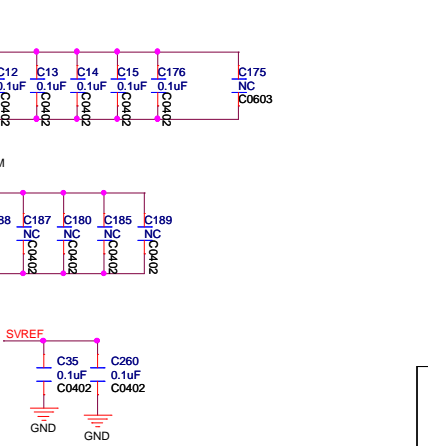 C12 C13 C14 C15 C176 C175
0.1uF 0.1uF 0.1uF 0.1uF 0.1uF NC
C0402 C0402 C0402 C0402 C0402 C0603
M
88 C187 C180 C185 C189
NC NC NC NC
C0402 C0402 C0402 C0402
SVREF
C35 C260
0.1uF 0.1uF
C0402 C0402
GND GND